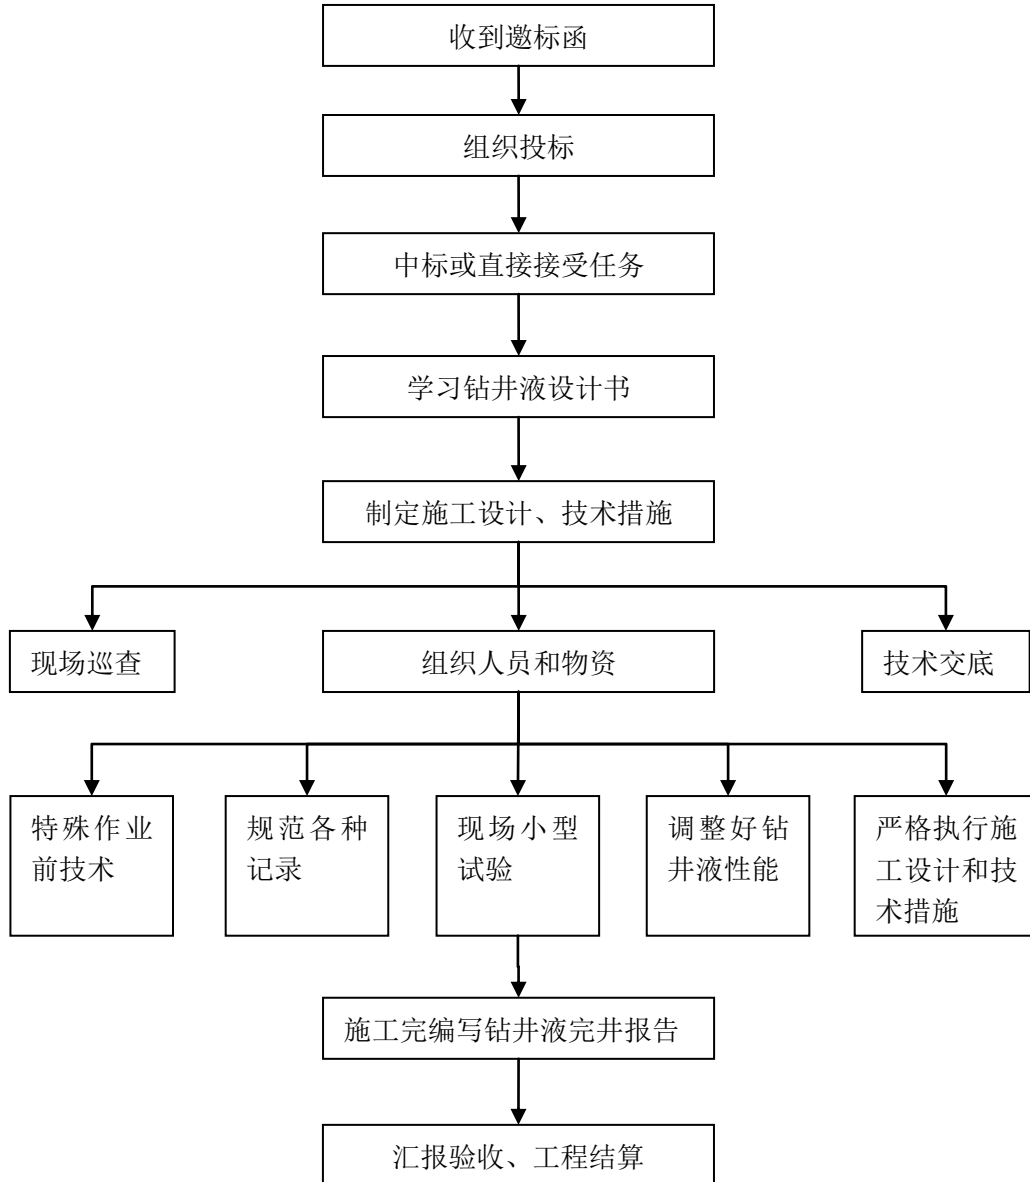 收到邀标函
组织投标
中标或直接接受任务
学习钻井液设计书
制定施工设计、技术措施
现场巡查
组织人员和物资
技术交底
特殊作业
前技术
规范各种
记录
现场小型
试验
调整好钻
井液性能
严格执行施
工设计和技
术措施
施工完编写钻井液完井报告
汇报验收、工程结算